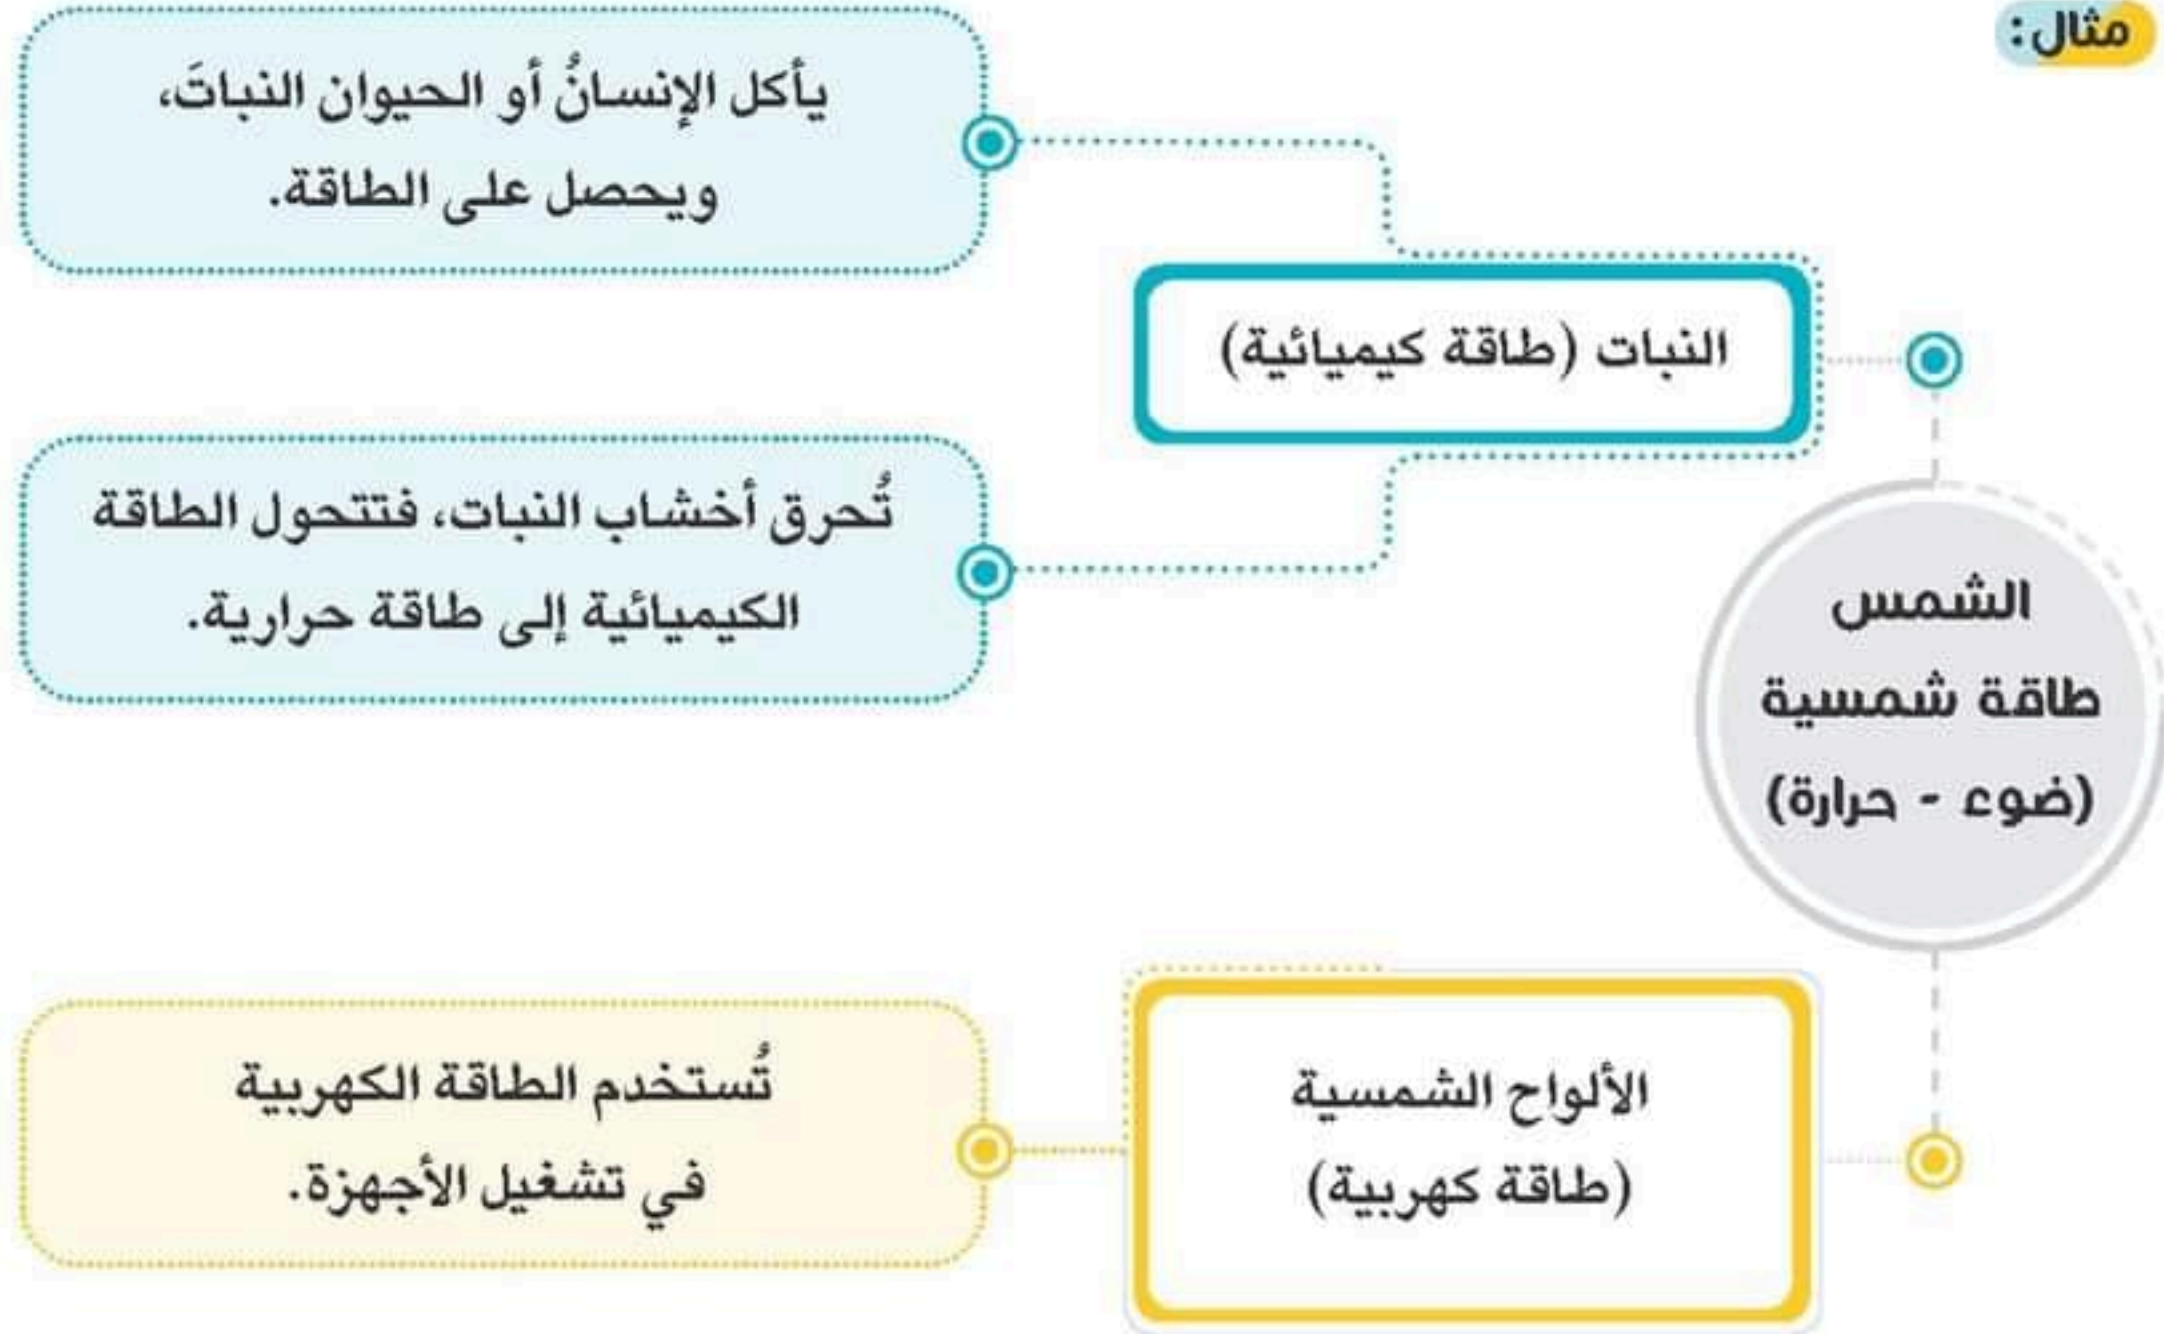 مثال:
الشمس
طاقة شمسية
(ضوء - حرارة)
النبات (طاقة كيميائية)
يأكل الإنسانُ أو الحيوان النباتَ،
ويحصل على الطاقة.
تُحرق أخشاب النبات، فتتحول الطاقة
الكيميائية إلى طاقة حرارية.
الألواح الشمسية
(طاقة كهربية)
تُستخدم الطاقة الكهربية
في تشغيل الأجهزة.